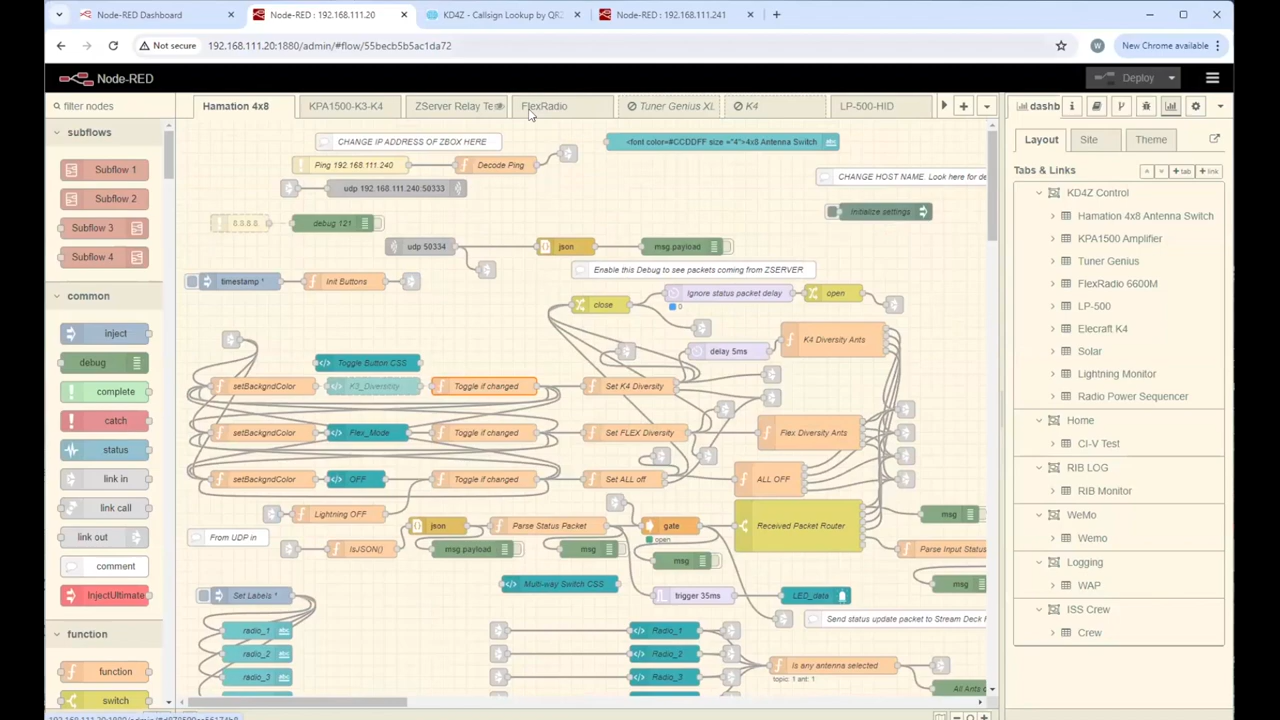 Node-RED Dashboard
Node-RED : 192.168.111.20
KD4Z - Callsign Lookup by QRZ
Node-RED : 192.168.111.241
Not secure
192.168.111.20:1880/admin/#flow/55becb5b5ac1da72
W
New Chrome available
Node-RED
Deploy
filter nodes
Hamation 4x8
KPA1500-K3-K4
ZServer Relay Te
FlexRadio
Tuner Genius XL
K4
LP-500-HID
dashb
subflows
Subflow 1
Subflow 2
Subflow 3
Subflow 4
common
inject
debug
complete
catch
status
link in
link call
link out
comment
InjectUltimate
function
function
switch
CHANGE IP ADDRESS OF ZBOX HERE
<font color=#CCDDFF size ="4">4x8 Antenna Switch
abc
Ping 192.168.111.240
Decode Ping
udp 192.168.111.240:50333
CHANGE HOST NAME. Look here for de
initialize settings
8.8.8.8.
debug 121
udp 50334
json
msg.payload
Enable this Debug to see packets coming from ZSERVER
timestamp *
Init Buttons
Ignore status packet delay
open
close
0
K4 Diversity Ants
delay 5ms
Toggle Button CSS
setBackgndColor
K3_Diversitiy
Toggle if changed
Set K4 Diversity
setBackgndColor
Flex_Mode
Toggle if changed
Set FLEX Diversity
Flex Diversity Ants
setBackgndColor
OFF
Toggle if changed
Set ALL off
ALL OFF
Lightning OFF
json
Parse Status Packet
gate
open
Received Packet Router
msg
From UDP in
IsJSON()
msg.payload
msg
msg
Parse Input Status
msg
Multi-way Switch CSS
trigger 35ms
LED_data
Set Labels *
Send status update packet to Stream Deck F
radio_1
abc
Radio_1
radio_2
abc
Radio_2
Is any antenna selected
topic: 1 ant: 1
radio_3
abc
Radio_3
All Ants o
Layout
Site
Theme
Tabs & Links
tab
link
KD4Z Control
Hamation 4x8 Antenna Switch
KPA1500 Amplifier
Tuner Genius
FlexRadio 6600M
LP-500
Elecraft K4
Solar
Lightning Monitor
Radio Power Sequencer
Home
CI-V Test
RIB LOG
RIB Monitor
WeMo
Wemo
Logging
WAP
ISS Crew
Crew